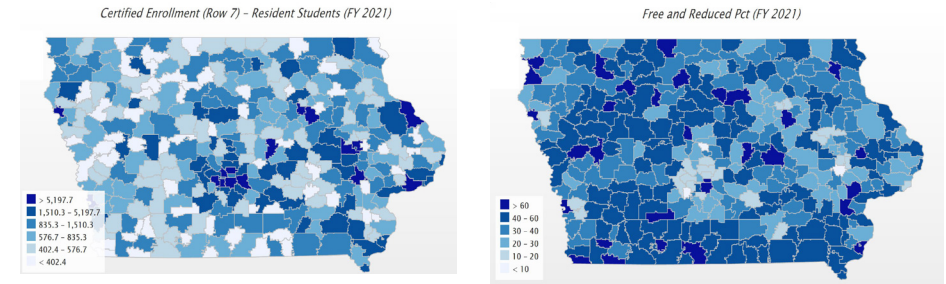 Certified Enrollment (Row 7) – Resident Students (FY 2021)
> 5,197.7
1,510.3 – 5,197.7
835.3 – 1,510.3
576.7 – 835.3
402.4 – 576.7
< 402.4
Free and Reduced Pct (FY 2021)
> 60
40 – 60
30 – 40
20 – 30
10 – 20
< 10